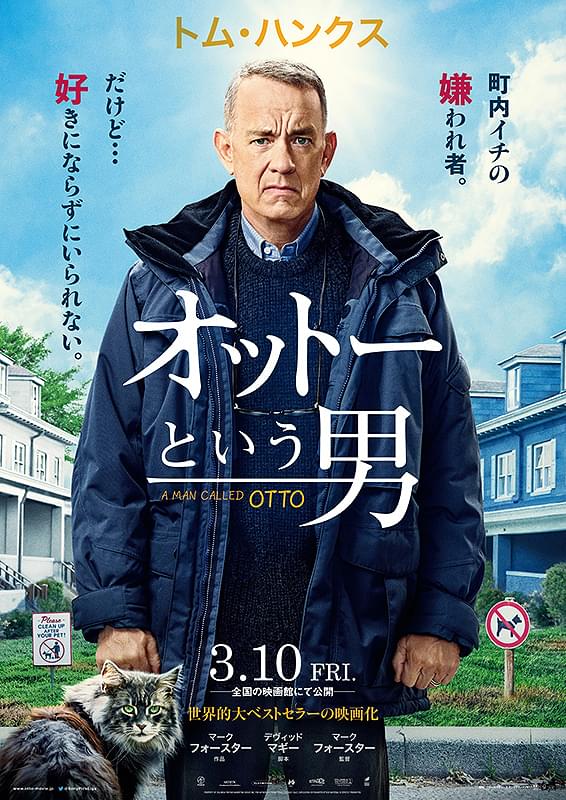 トム・ハンクス
町内イチの
嫌われ者。
だけど…
好きにならずにいられない。
オットー
という男
A MAN CALLED OTTO
Please
CLEAN UP
AFTER
YOUR PET!
3.10 FRI.
全国の映画館にて公開
世界的大ベストセラーの映画化
マーク
フォースター
作品
デヴィッド
マギー
脚本
マーク
フォースター
監督
www.otto-movie.jp